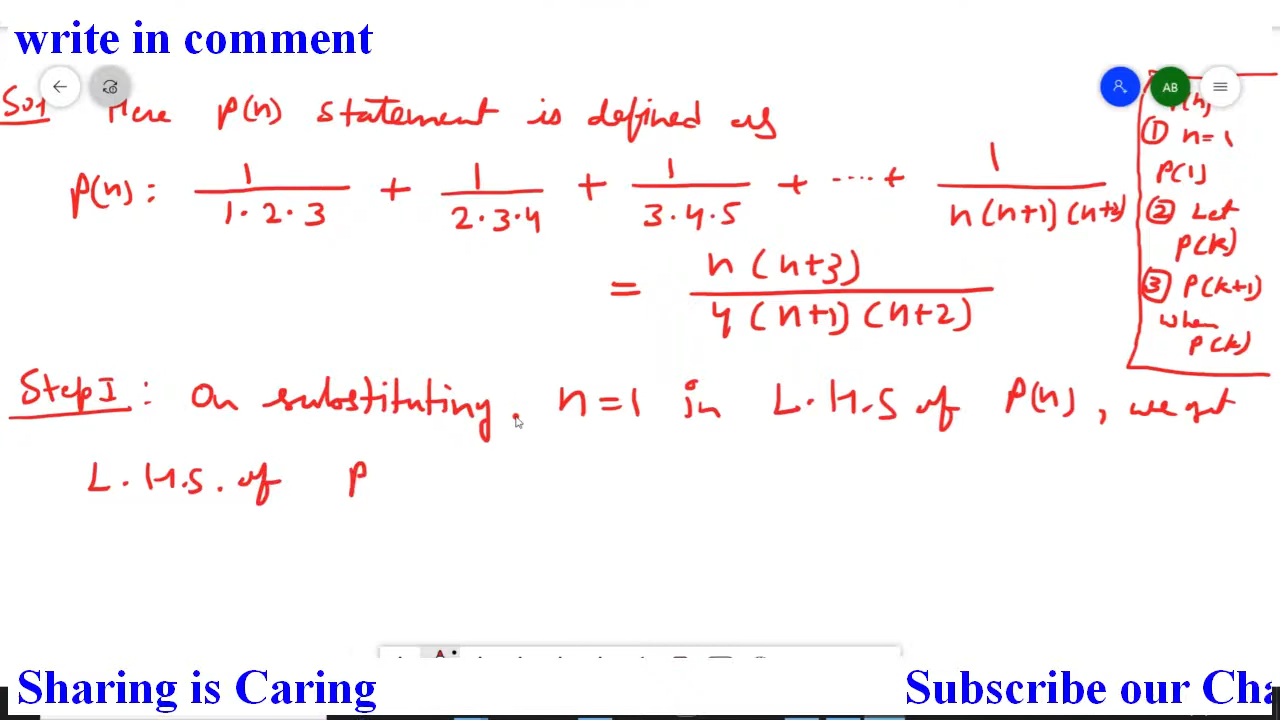 write in comment
Sol Here P(n) statement is defined as
P(n): 1/(1·2·3) + 1/(2·3·4) + 1/(3·4·5) + ····+ 1/(n(n+1)(n+2))
= n(n+3)/(4(n+1)(n+2))
P(n)
① n=1
P(1)
② Let
P(k)
③ P(k+1)
when
P(k)
Step I: On substituting, n=1 in L.H.S of P(n), we get
L.H.S. of P
AB
Sharing is Caring
Subscribe our Cha